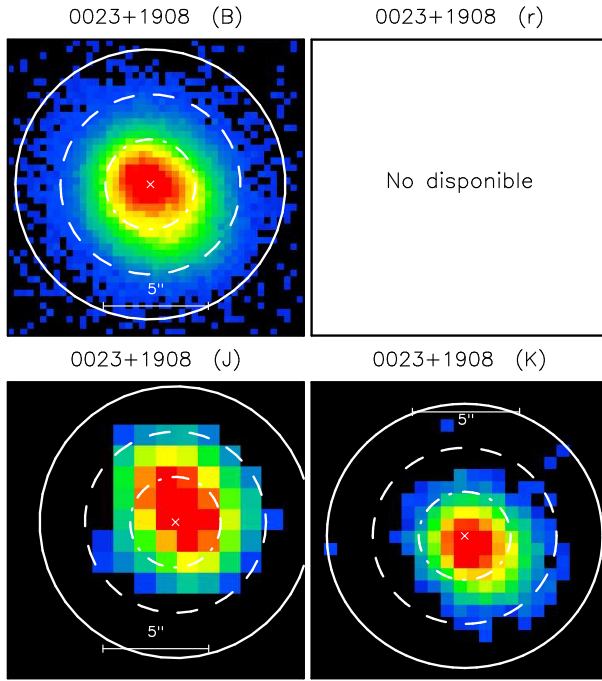 0023+1908 (B)
0023+1908 (r)
5"
No disponible
0023+1908 (J)
0023+1908 (K)
5"
5"